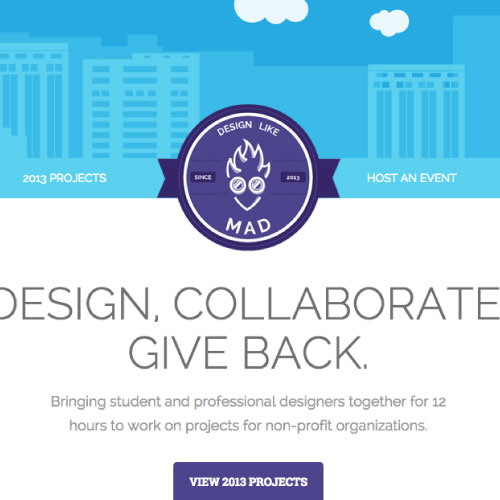 DESIGN LIKE
SINCE 2013
MAD
2013 PROJECTS
HOST AN EVENT
DESIGN, COLLABORATE
GIVE BACK.
Bringing student and professional designers together for 12
hours to work on projects for non-profit organizations.
VIEW 2013 PROJECTS